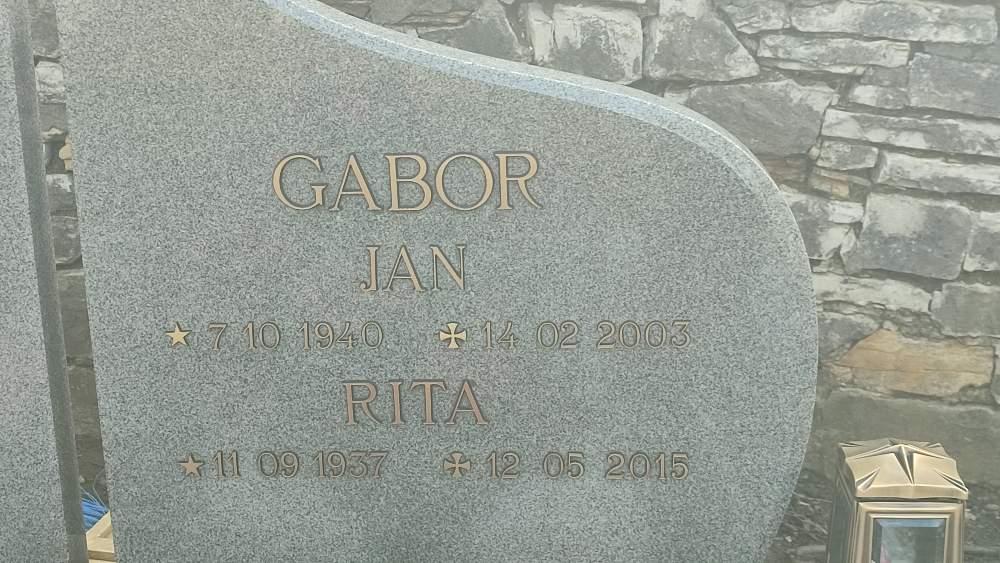 GABOR
JAN
★ 7 10 1940 ✠ 14 02 2003
RITA
★ 11 09 1937 ✠ 12 05 2015